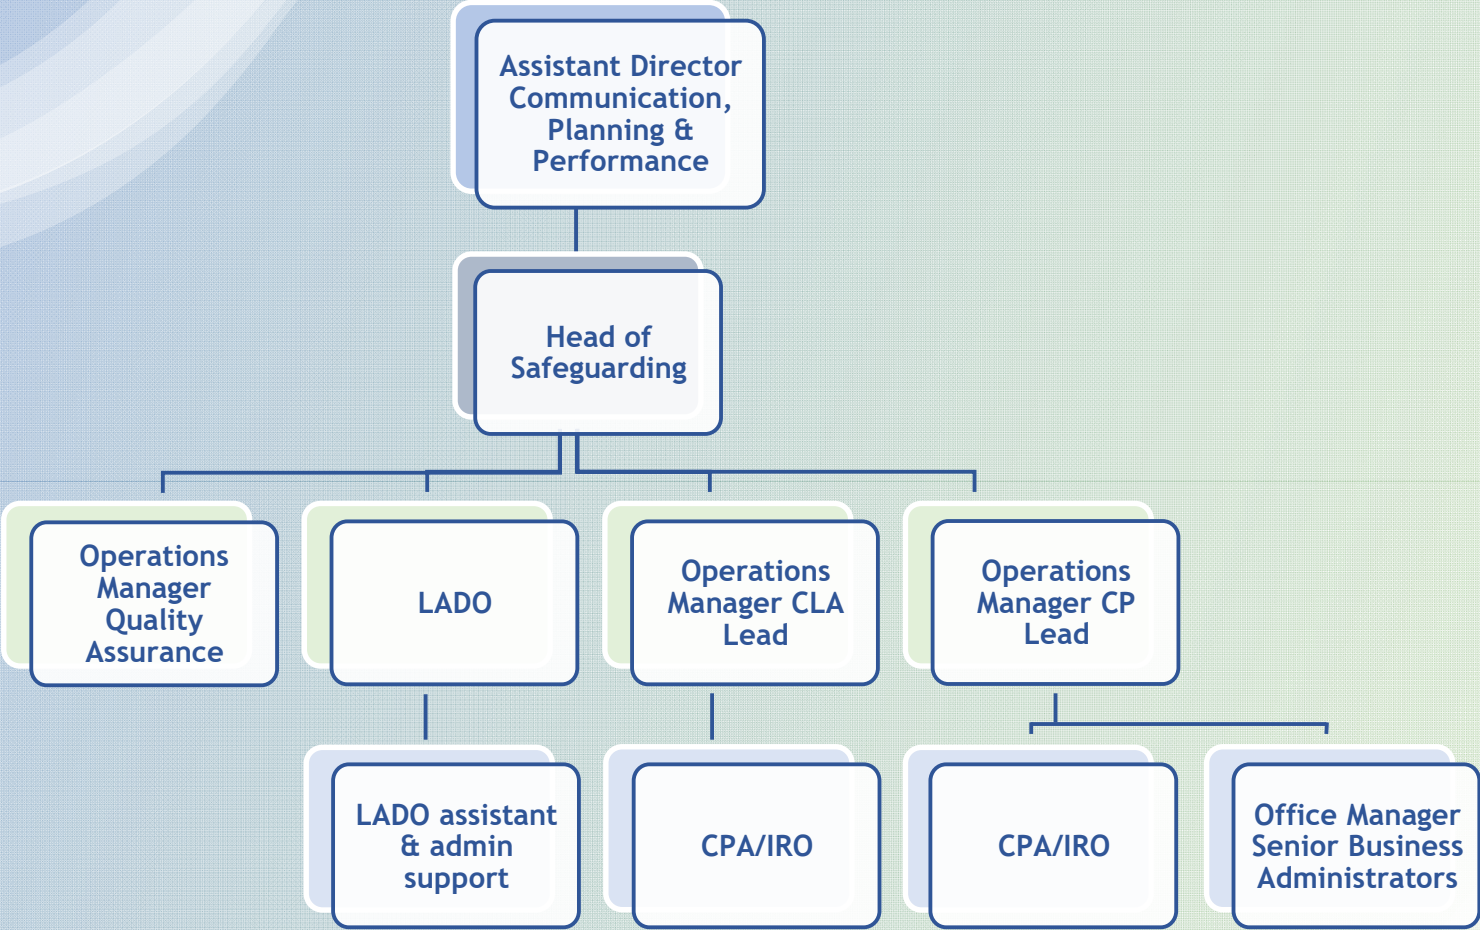 Assistant Director
Communication,
Planning &
Performance
Head of
Safeguarding
Operations
Manager
Quality
Assurance
LADO
Operations
Manager CLA
Lead
Operations
Manager CP
Lead
LADO assistant
& admin
support
CPA/IRO
CPA/IRO
Office Manager
Senior Business
Administrators